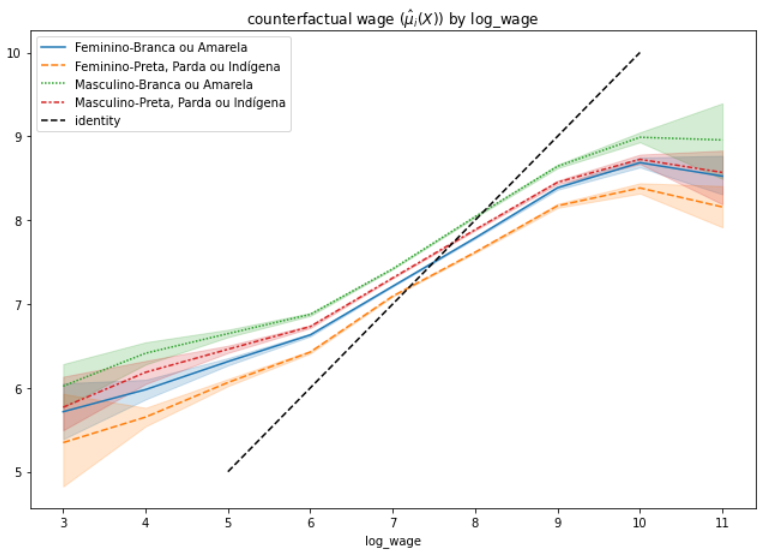 counterfactual wage ($\hat{\mu}_i(X)$) by log_wage
Feminino-Branca ou Amarela
Feminino-Preta, Parda ou Indígena
Masculino-Branca ou Amarela
Masculino-Preta, Parda ou Indígena
identity
10
9
8
7
6
5
3 4 5 6 7 8 9 10 11
log_wage